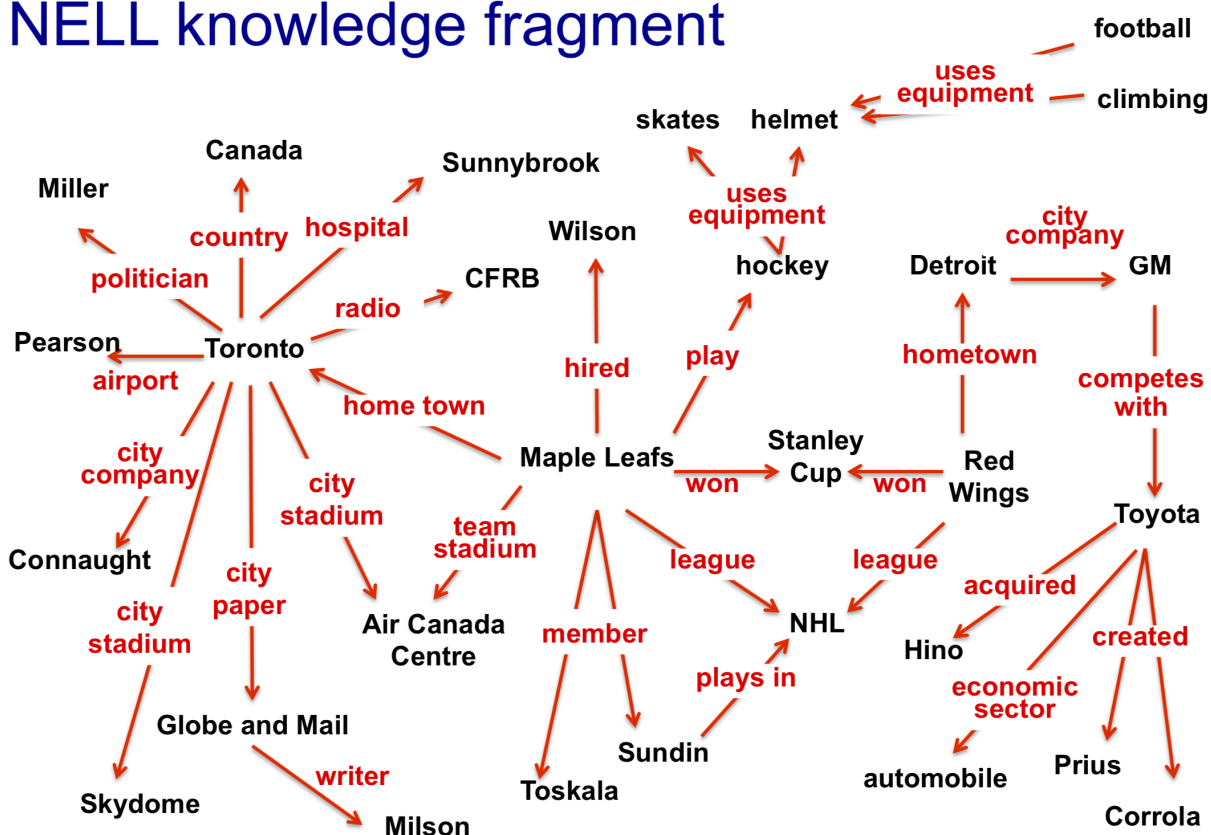 NELL knowledge fragment
football
uses
equipment
climbing
skates
helmet
Canada
Sunnybrook
Miller
uses
equipment
country
hospital
Wilson
city
company
politician
CFRB
hockey
Detroit
GM
radio
Pearson
Toronto
airport
hired
play
hometown
competes
with
home town
Maple Leafs
Stanley
Cup
won
won
Red
Wings
city
company
city
stadium
team
stadium
Toyota
Connaught
league
league
acquired
city
paper
city
stadium
Air Canada
Centre
member
NHL
Hino
created
plays in
economic
sector
Globe and Mail
Sundin
writer
Skydome
Toskala
automobile
Prius
Milson
Corrola